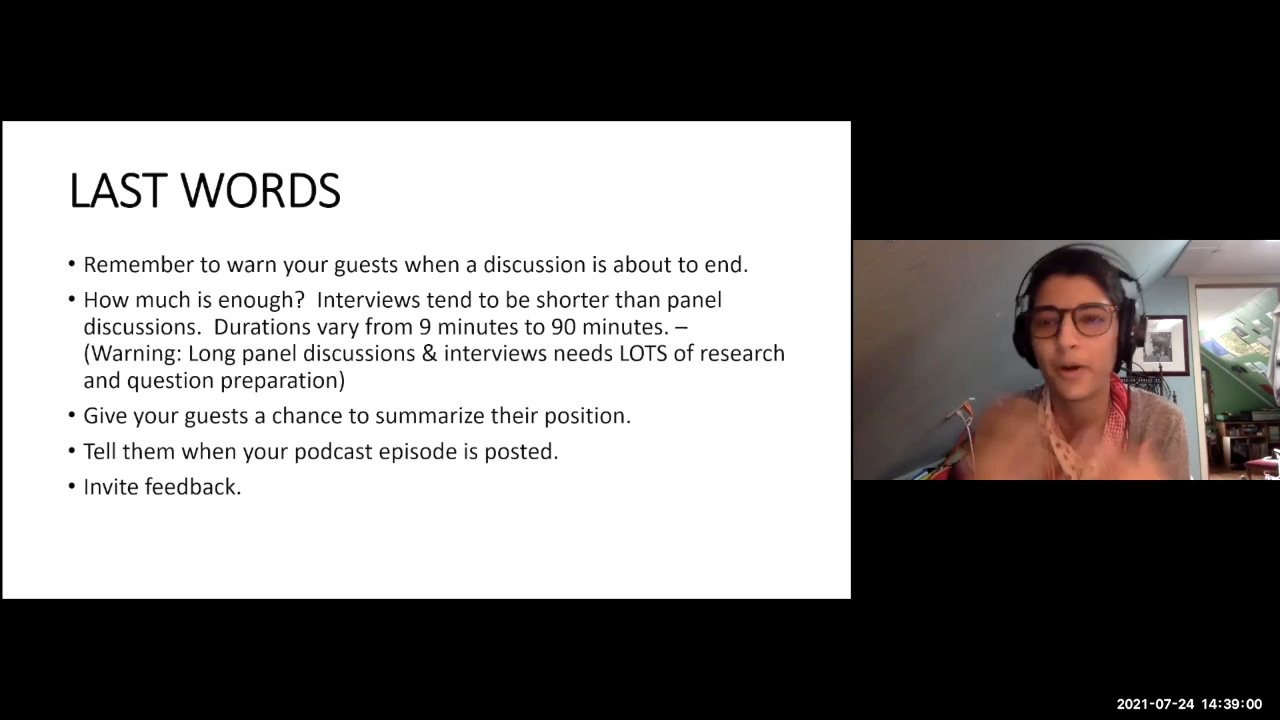 LAST WORDS
• Remember to warn your guests when a discussion is about to end.
• How much is enough?  Interviews tend to be shorter than panel
discussions.  Durations vary from 9 minutes to 90 minutes. –
(Warning: Long panel discussions & interviews needs LOTS of research
and question preparation)
• Give your guests a chance to summarize their position.
• Tell them when your podcast episode is posted.
• Invite feedback.
2021-07-24 14:39:00